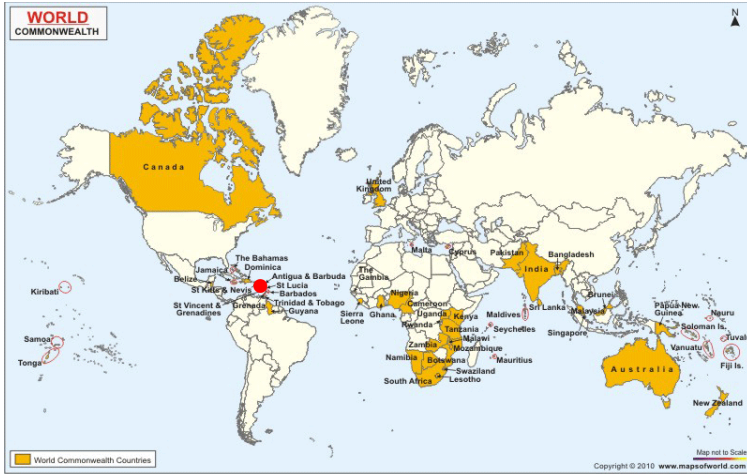 WORLD
COMMONWEALTH
N
Canada
United
Kingdom
The Bahamas
Jamaica
Dominica
Belize
Antigua & Barbuda
St Kitts & Nevis
St Lucia
Barbados
St Vincent &
Grenadines
Grenada
Trinidad & Tobago
Guyana
Malta
Cyprus
Pakistan
Bangladesh
India
The
Gambia
Nigeria
Cameroon
Sierra
Leone
Ghana
Uganda
Kenya
Rwanda
Tanzania
Malawi
Zambia
Mozambique
Namibia
Botswana
Swaziland
South Africa
Lesotho
Maldives
Sri Lanka
Seychelles
Mauritius
Brunei
Malaysia
Singapore
Papua New
Guinea
Nauru
Soloman Is.
Tuvalu
Vanuatu
Fiji Is.
Australia
New Zealand
Kiribati
Samoa
Tonga
World Commonwealth Countries
Map not to Scale
Copyright © 2010 www.mapsofworld.com